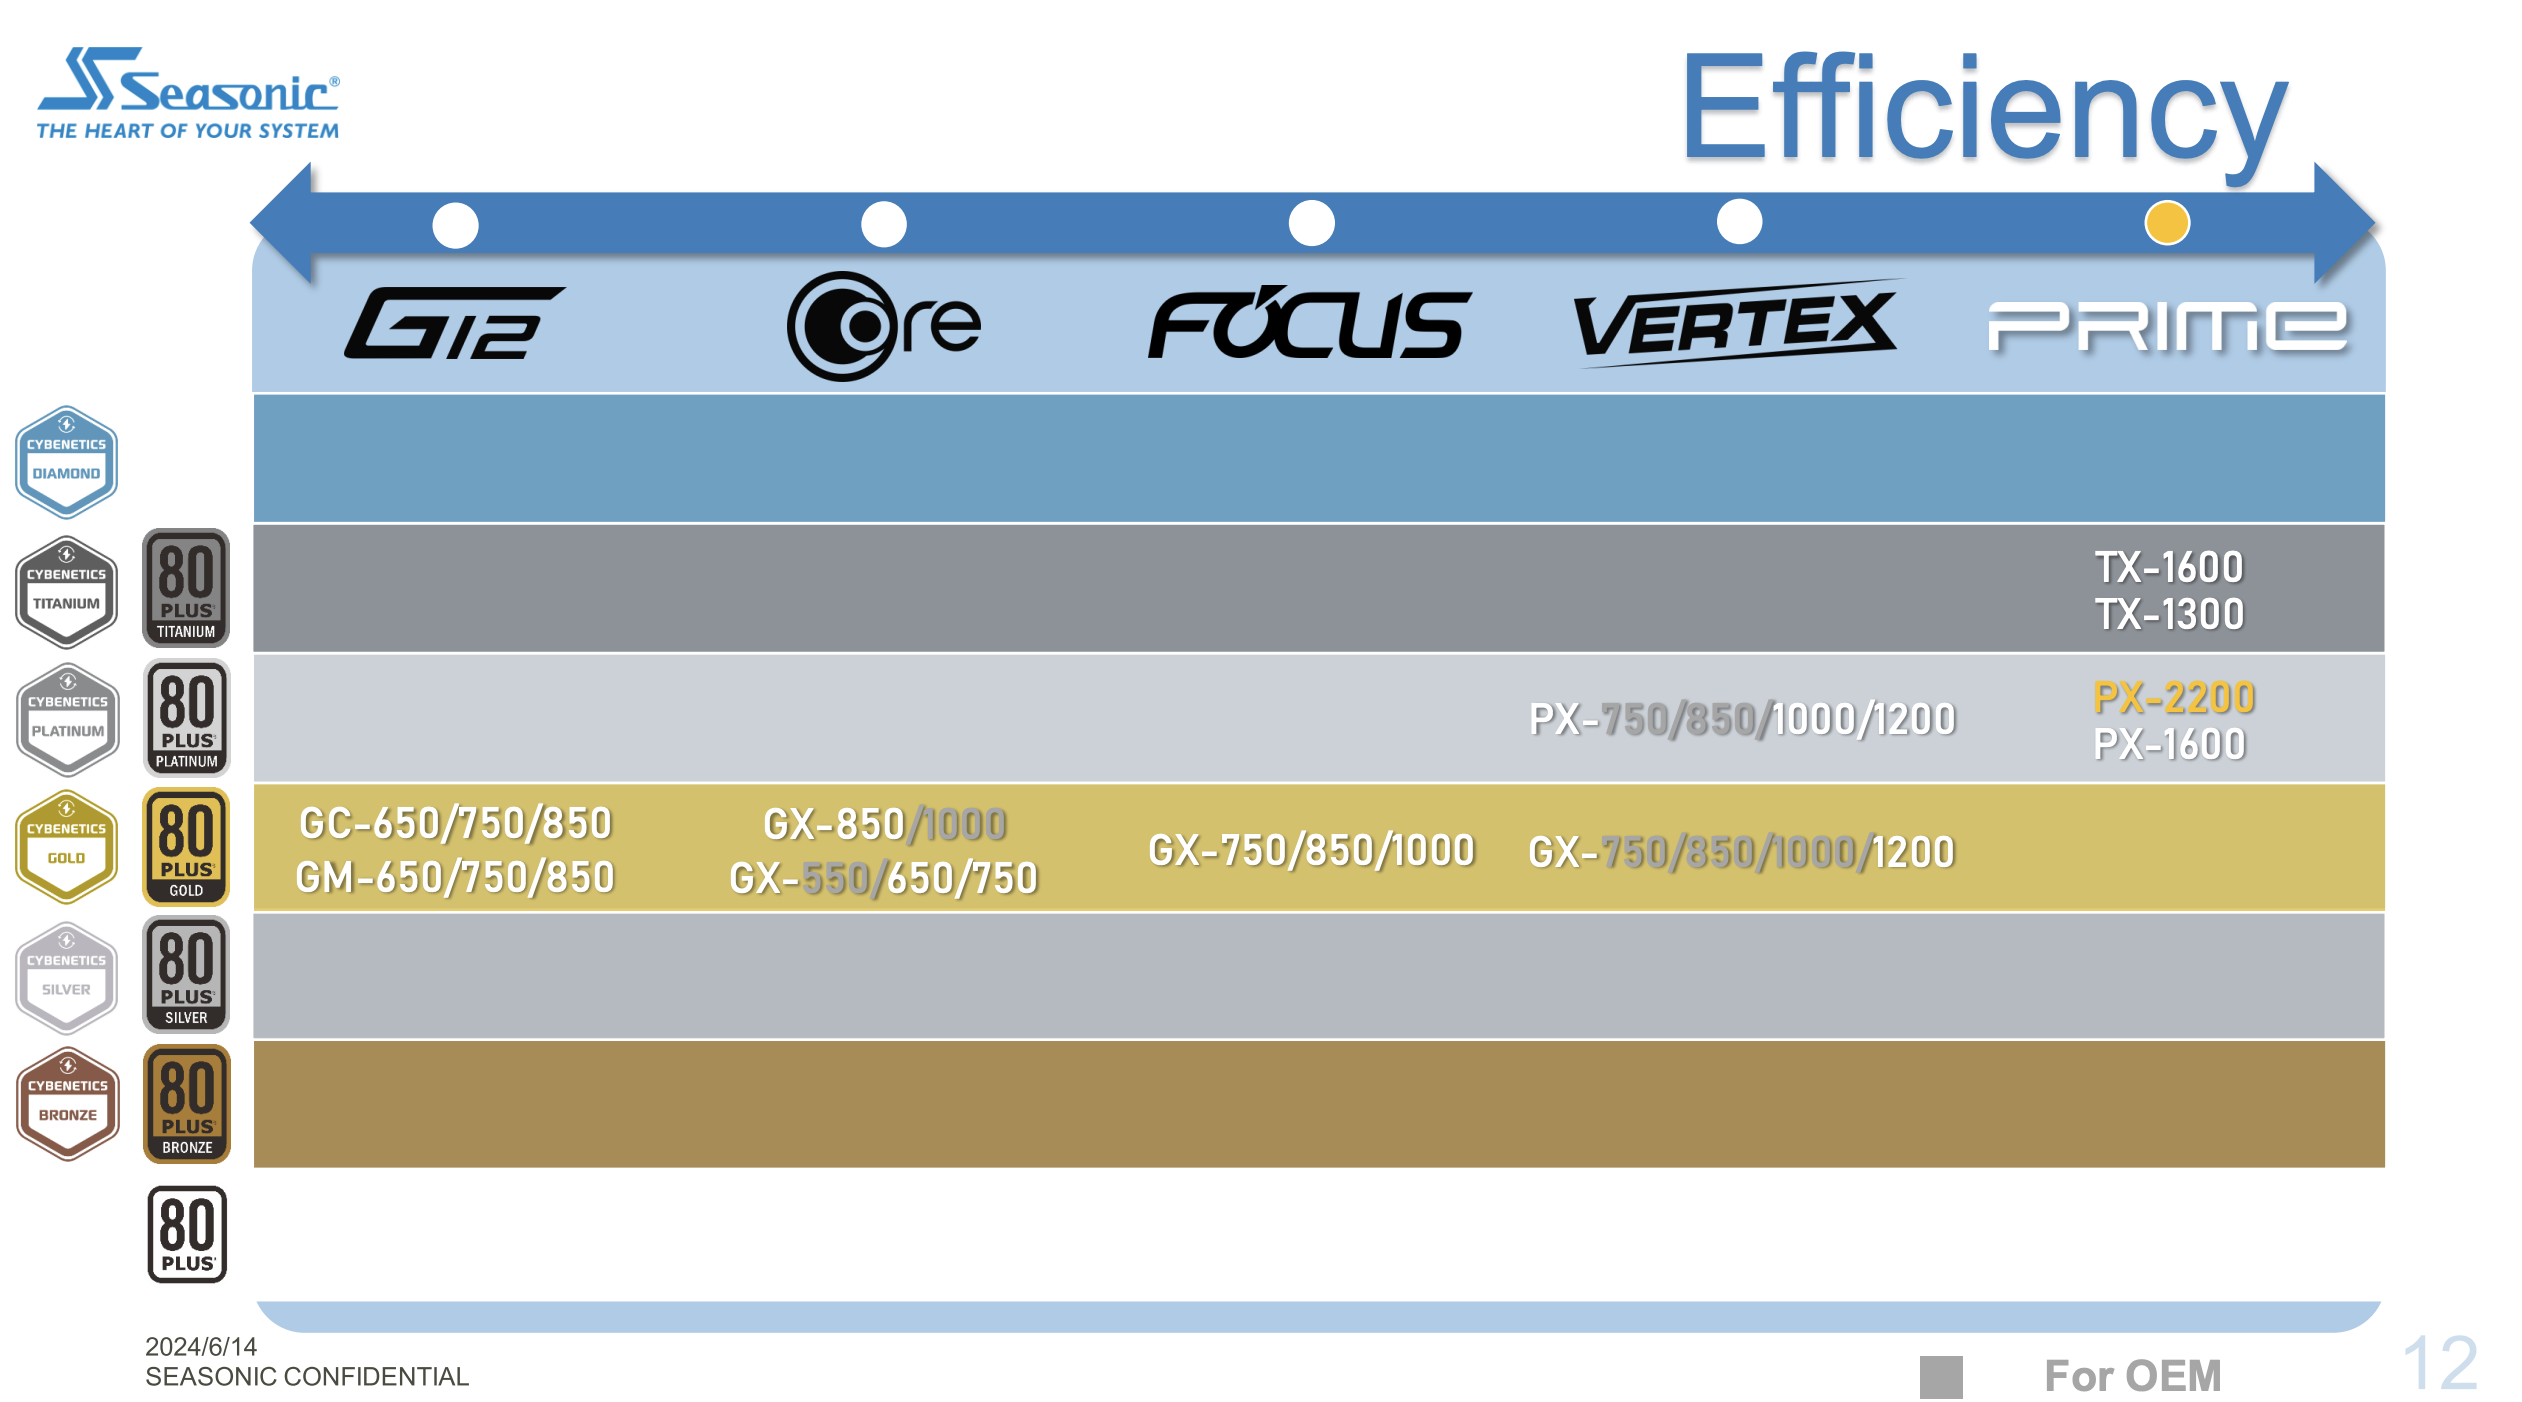 Seasonic®
THE HEART OF YOUR SYSTEM
Efficiency
G12
Core
FOCUS
VERTEX
PRIME
CYBENETICS
DIAMOND
CYBENETICS
TITANIUM
80
PLUS
TITANIUM
TX-1600
TX-1300
CYBENETICS
PLATINUM
80
PLUS
PLATINUM
PX-750/850/1000/1200
PX-2200
PX-1600
CYBENETICS
GOLD
80
PLUS
GOLD
GC-650/750/850
GM-650/750/850
GX-850/1000
GX-550/650/750
GX-750/850/1000
GX-750/850/1000/1200
CYBENETICS
SILVER
80
PLUS
SILVER
CYBENETICS
BRONZE
80
PLUS
BRONZE
80
PLUS
2024/6/14
SEASONIC CONFIDENTIAL
For OEM
12